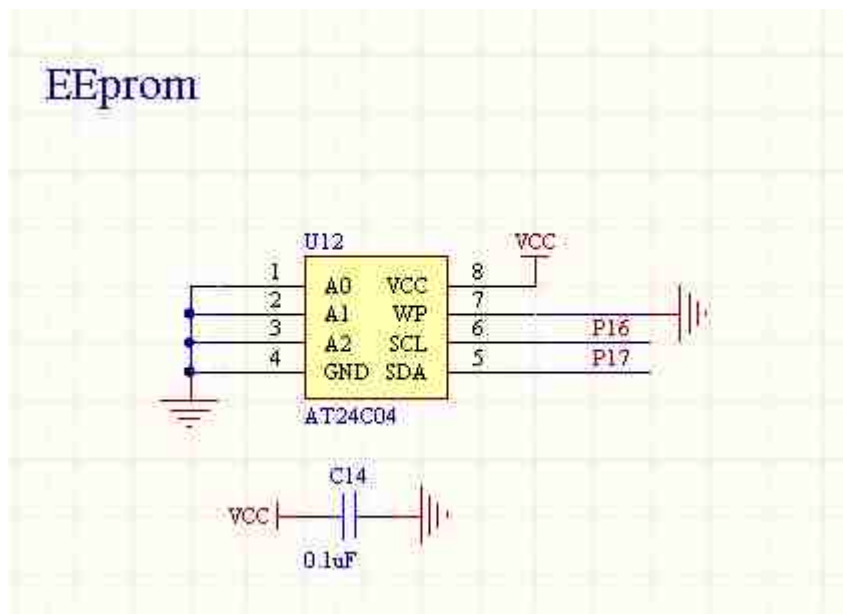 EEprom
U12
VCC
1 A0 VCC 8
2 A1 WP 7
3 A2 SCL 6 P16
4 GND SDA 5 P17
AT24C04
C14
VCC
0.1uF